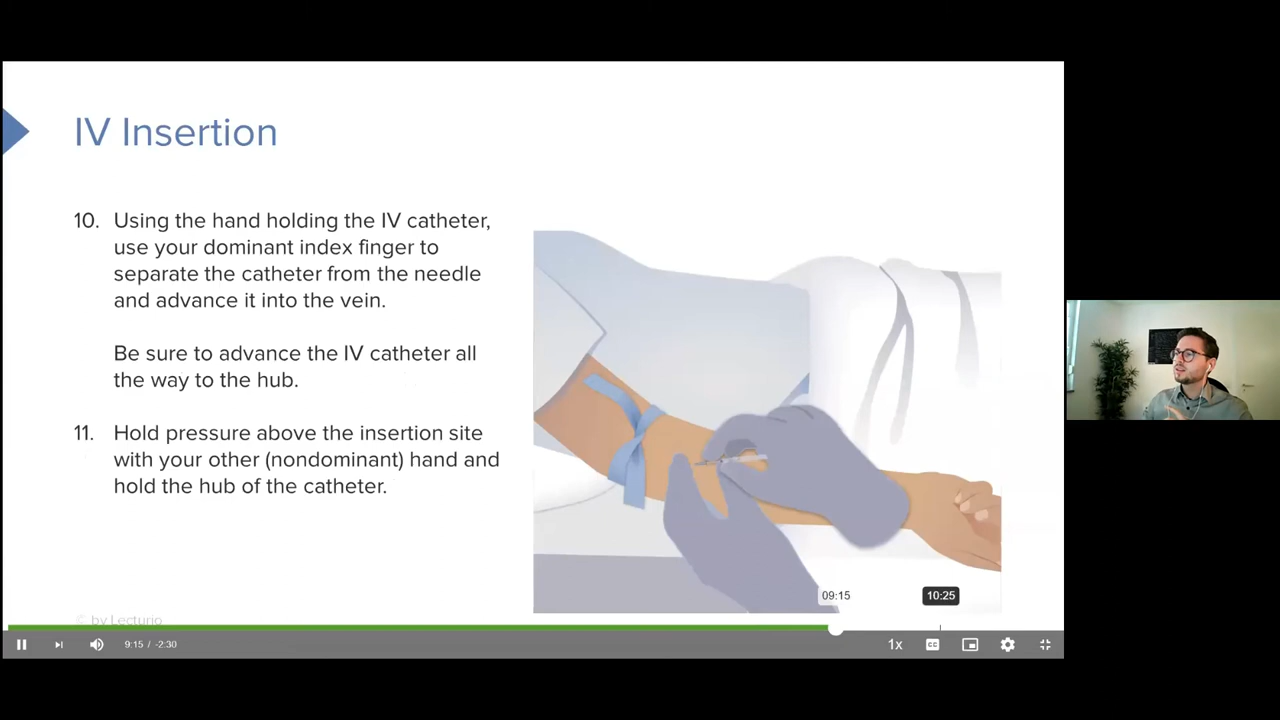 IV Insertion
10. Using the hand holding the IV catheter,
use your dominant index finger to
separate the catheter from the needle
and advance it into the vein.
Be sure to advance the IV catheter all
the way to the hub.
11. Hold pressure above the insertion site
with your other (nondominant) hand and
hold the hub of the catheter.
09:15
10:25
© by Lecturio
9:15 / -2:30
1x
CC